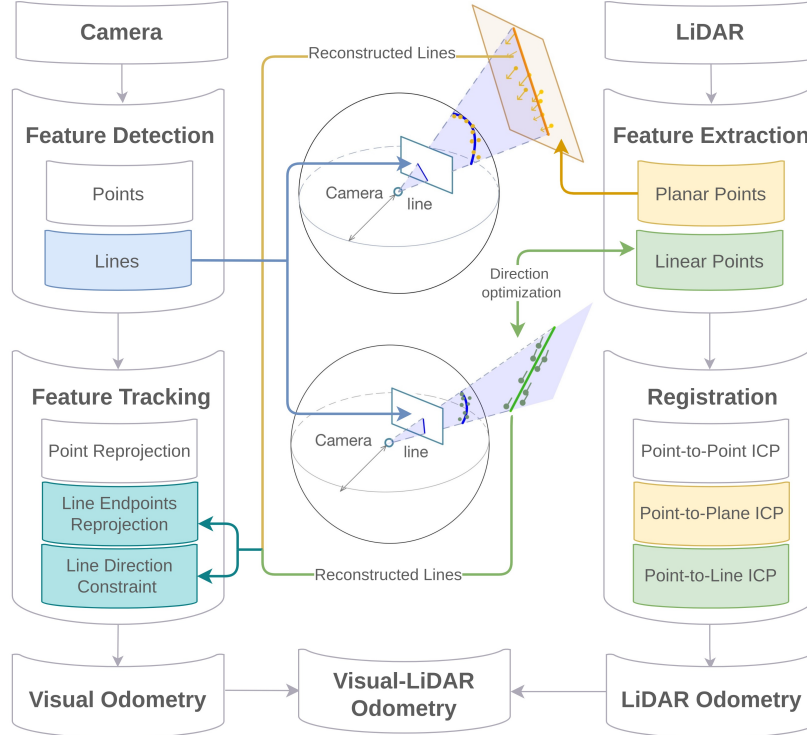 Camera
Feature Detection
Points
Lines
Feature Tracking
Point Reprojection
Line Endpoints
Reprojection
Line Direction
Constraint
Visual Odometry
Reconstructed Lines
Camera
line
Direction
optimization
Camera
line
Reconstructed Lines
Visual-LiDAR
Odometry
LiDAR
Feature Extraction
Planar Points
Linear Points
Registration
Point-to-Point ICP
Point-to-Plane ICP
Point-to-Line ICP
LiDAR Odometry